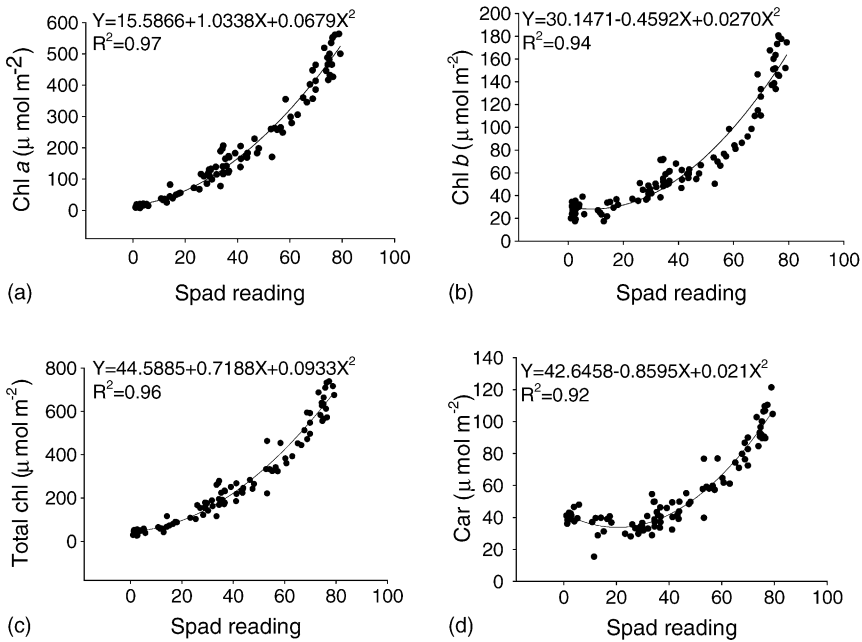 Y=15.5866+1.0338X+0.0679X²
R²=0.97
600
500
400
300
200
100
0
Chl a (μ mol m⁻²)
0 20 40 60 80 100
Spad reading
(a)
Y=30.1471-0.4592X+0.0270X²
R²=0.94
200
180
160
140
120
100
80
60
40
20
0
Chl b (μ mol m⁻²)
0 20 40 60 80 100
Spad reading
(b)
Y=44.5885+0.7188X+0.0933X²
R²=0.96
800
600
400
200
0
Total chl (μ mol m⁻²)
0 20 40 60 80 100
Spad reading
(c)
Y=42.6458-0.8595X+0.021X²
R²=0.92
140
120
100
80
60
40
20
0
Car (μ mol m⁻²)
0 20 40 60 80 100
Spad reading
(d)